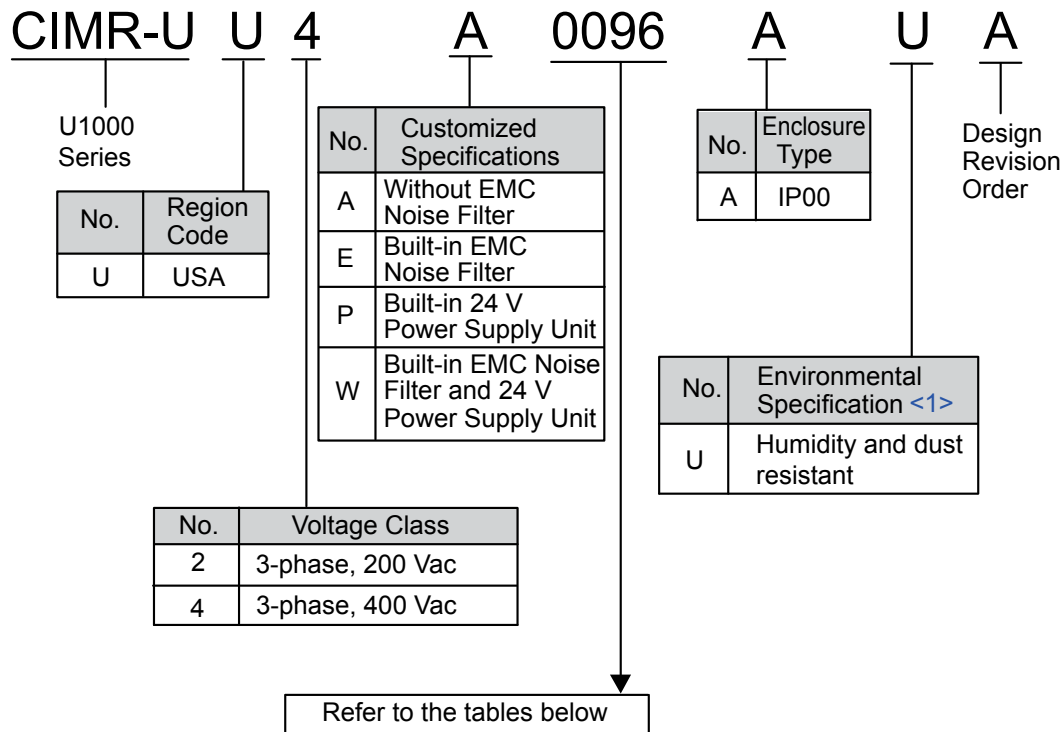 CIMR-U U 4 A 0096 A U A
U1000
Series
No. Region
Code
U USA
No. Customized
Specifications
A Without EMC
Noise Filter
E Built-in EMC
Noise Filter
P Built-in 24 V
Power Supply Unit
W Built-in EMC Noise
Filter and 24 V
Power Supply Unit
No. Enclosure
Type
A IP00
Design
Revision
Order
No. Environmental
Specification <1>
U Humidity and dust
resistant
No. Voltage Class
2 3-phase, 200 Vac
4 3-phase, 400 Vac
Refer to the tables below